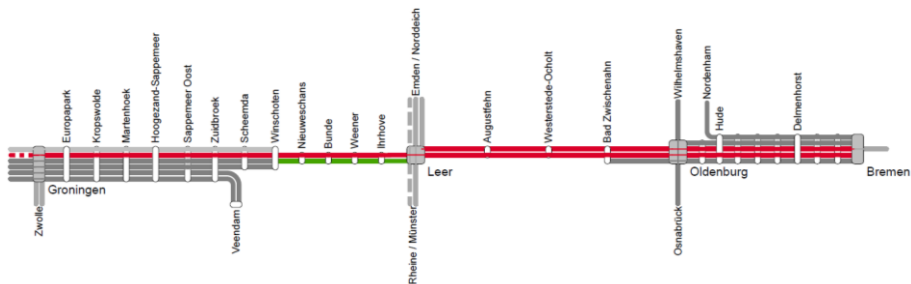 Europapark
Kropswolde
Martenhoek
Hoogezand-Sappemeer
Sappemeer Oost
Zuidbroek
Scheemda
Winschoten
Nieuweschans
Bunde
Weener
Ihrhove
Emden / Norddeich
Augustfehn
Westerstede-Ocholt
Bad Zwischenahn
Wilhelmshaven
Nordenham
Hude
Delmenhorst
Groningen
Leer
Oldenburg
Bremen
Zwolle
Veendam
Rheine / Münster
Osnabrück